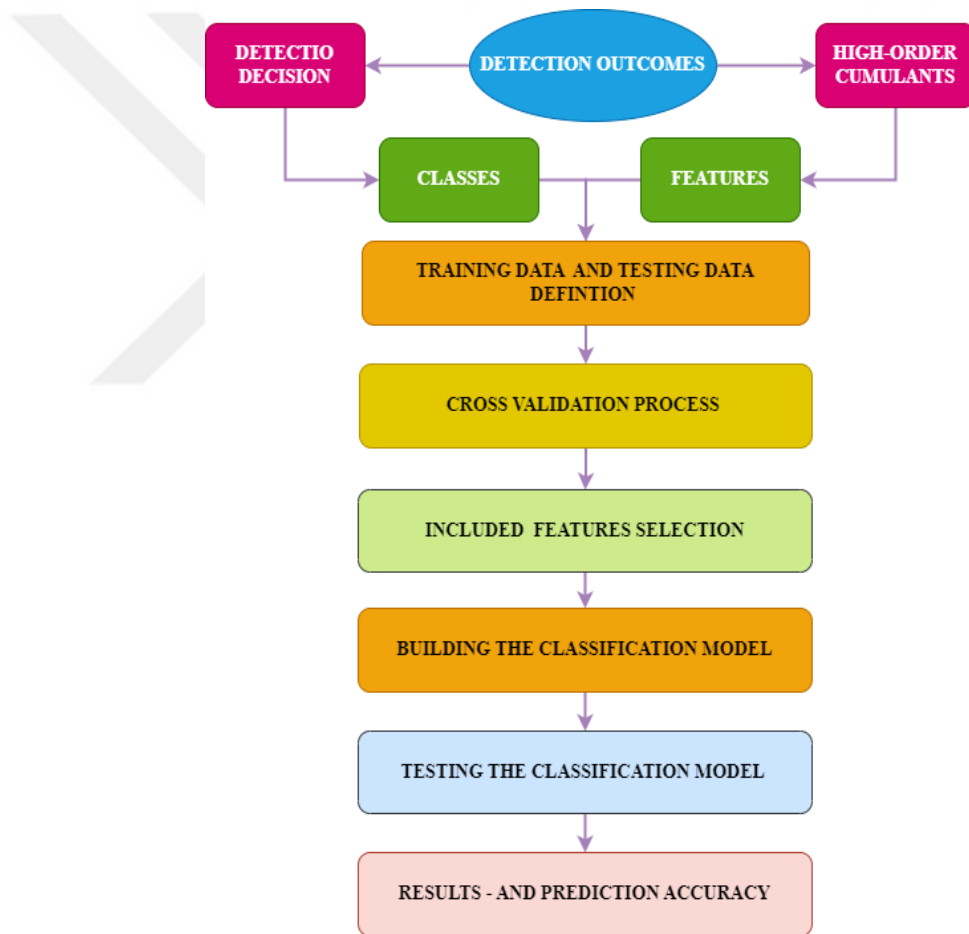 DETECTIO
DECISION
DETECTION OUTCOMES
HIGH-ORDER
CUMULANTS
CLASSES
FEATURES
TRAINING DATA AND TESTING DATA
DEFINTION
CROSS VALIDATION PROCESS
INCLUDED FEATURES SELECTION
BUILDING THE CLASSIFICATION MODEL
TESTING THE CLASSIFICATION MODEL
RESULTS - AND PREDICTION ACCURACY